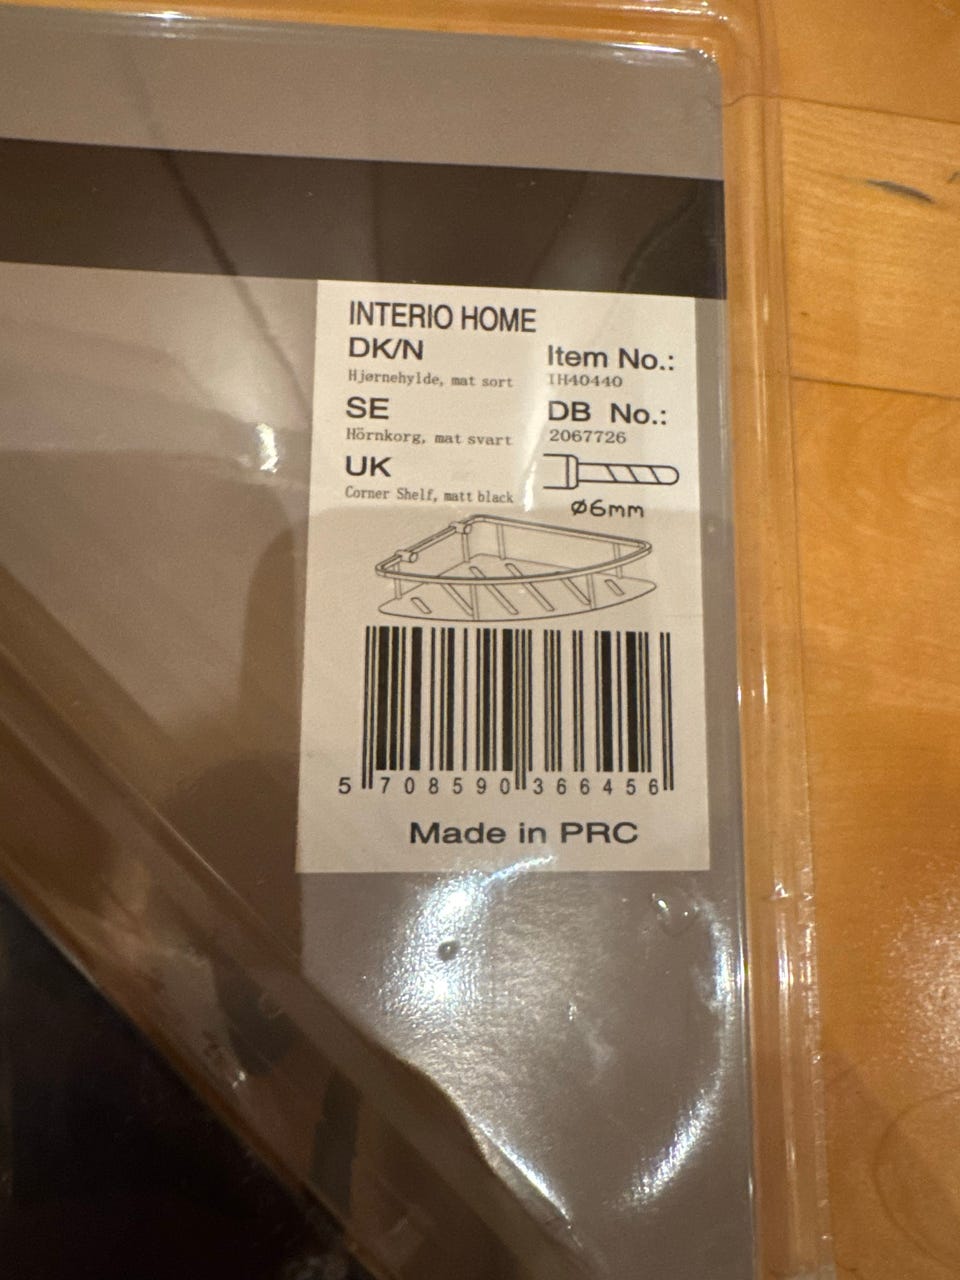 INTERIO HOME
DK/N
Hjørnehylde, mat sort
SE
Hörnkorg, mat svart
UK
Corner Shelf, matt black
Item No.:
IH40440
DB No.:
2067726
Ø6mm
5 708590 366456
Made in PRC